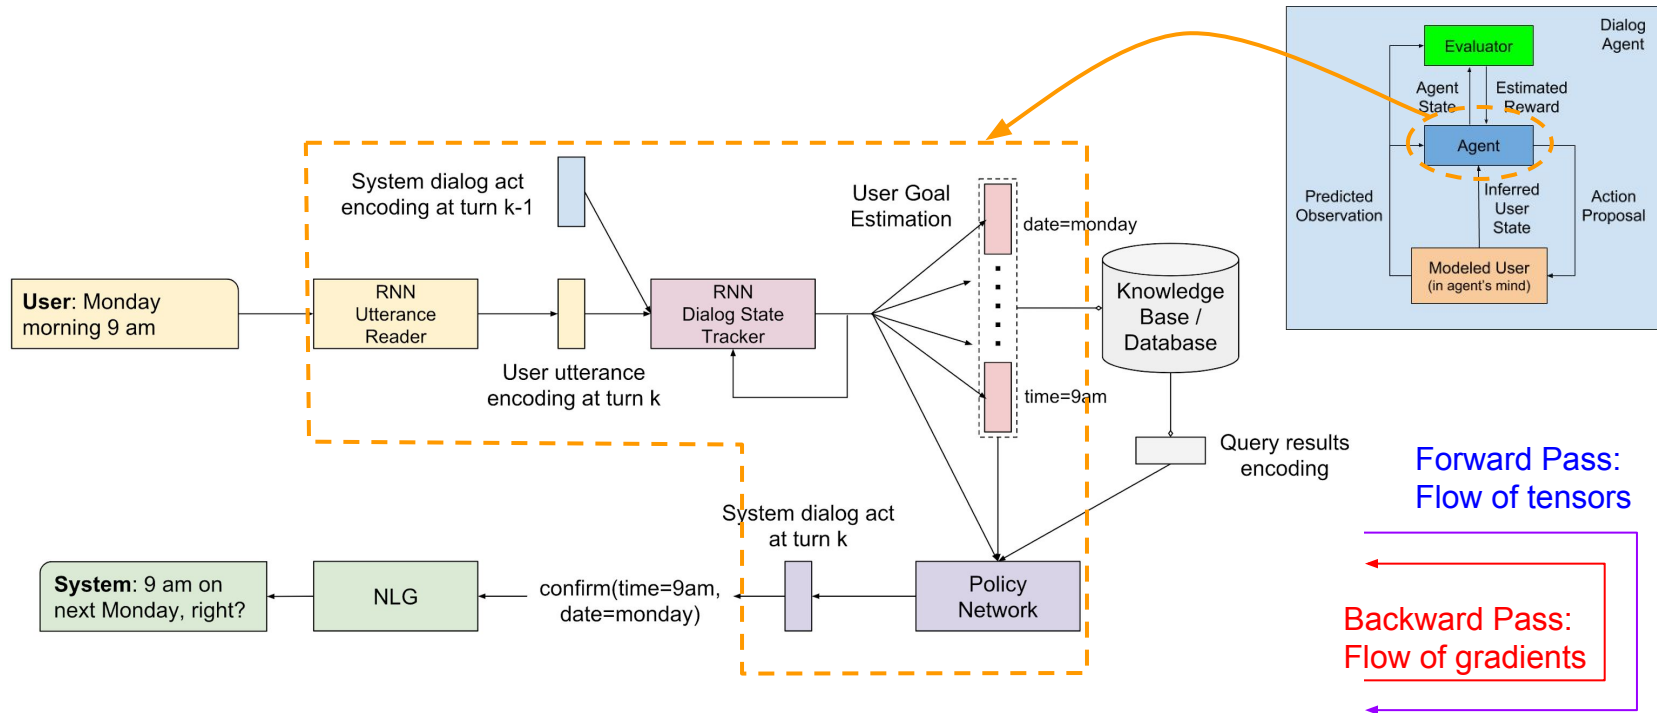 Dialog
Agent
Evaluator
Agent
State
Estimated
Reward
Agent
Predicted
Observation
Inferred
User
State
Action
Proposal
Modeled User
(in agent's mind)
System dialog act
encoding at turn k-1
User Goal
Estimation
date=monday
User: Monday
morning 9 am
RNN
Utterance
Reader
RNN
Dialog State
Tracker
Knowledge
Base /
Database
User utterance
encoding at turn k
time=9am
Query results
encoding
Forward Pass:
Flow of tensors
System dialog act
at turn k
System: 9 am on
next Monday, right?
NLG
confirm(time=9am,
date=monday)
Policy
Network
Backward Pass:
Flow of gradients